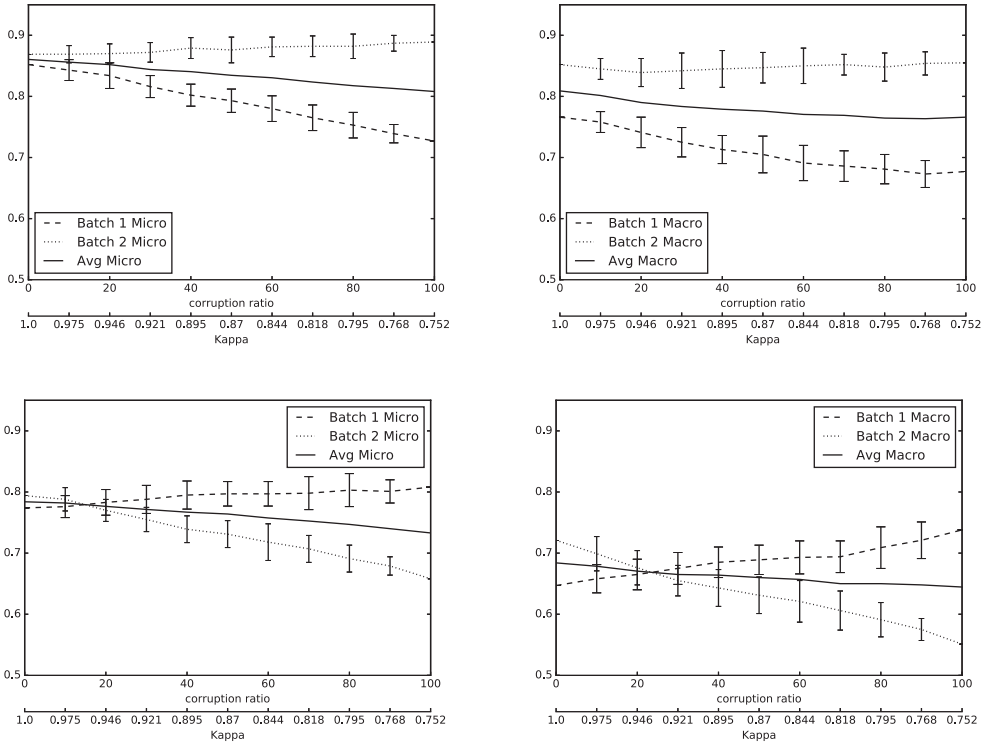 0.9
0.8
0.7
0.6
0.5
Batch 1 Micro
Batch 2 Micro
Avg Micro
0 20 40 60 80 100
corruption ratio
1.0 0.975 0.946 0.921 0.895 0.87 0.844 0.818 0.795 0.768 0.752
Kappa
0.9
0.8
0.7
0.6
0.5
Batch 1 Macro
Batch 2 Macro
Avg Macro
0 20 40 60 80 100
corruption ratio
1.0 0.975 0.946 0.921 0.895 0.87 0.844 0.818 0.795 0.768 0.752
Kappa
0.9
0.8
0.7
0.6
0.5
Batch 1 Micro
Batch 2 Micro
Avg Micro
0 20 40 60 80 100
corruption ratio
1.0 0.975 0.946 0.921 0.895 0.87 0.844 0.818 0.795 0.768 0.752
Kappa
0.9
0.8
0.7
0.6
0.5
Batch 1 Macro
Batch 2 Macro
Avg Macro
0 20 40 60 80 100
corruption ratio
1.0 0.975 0.946 0.921 0.895 0.87 0.844 0.818 0.795 0.768 0.752
Kappa